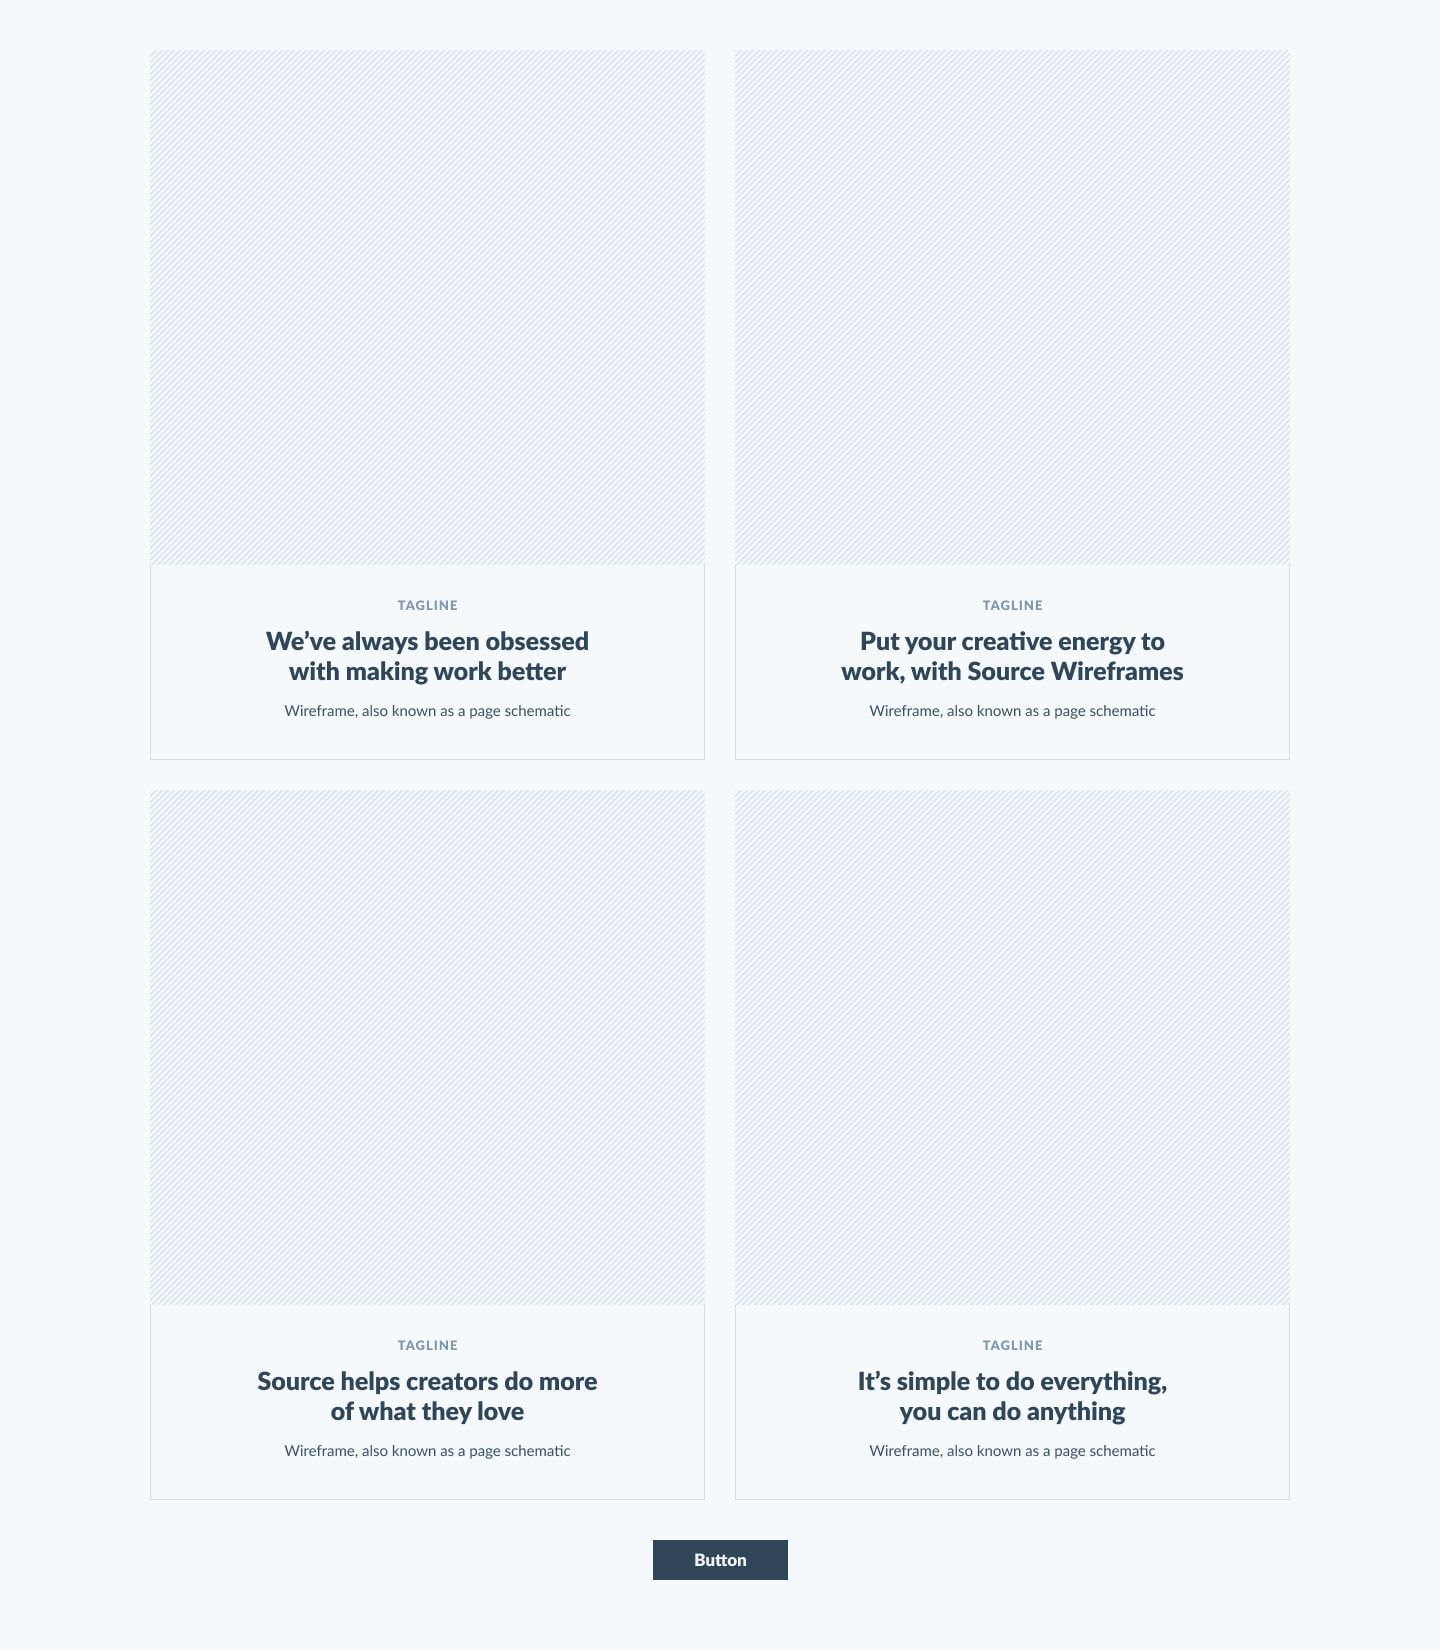 TAGLINE
We’ve always been obsessed
with making work better
Wireframe, also known as a page schematic
TAGLINE
Put your creative energy to
work, with Source Wireframes
Wireframe, also known as a page schematic
TAGLINE
Source helps creators do more
of what they love
Wireframe, also known as a page schematic
TAGLINE
It’s simple to do everything,
you can do anything
Wireframe, also known as a page schematic
Button